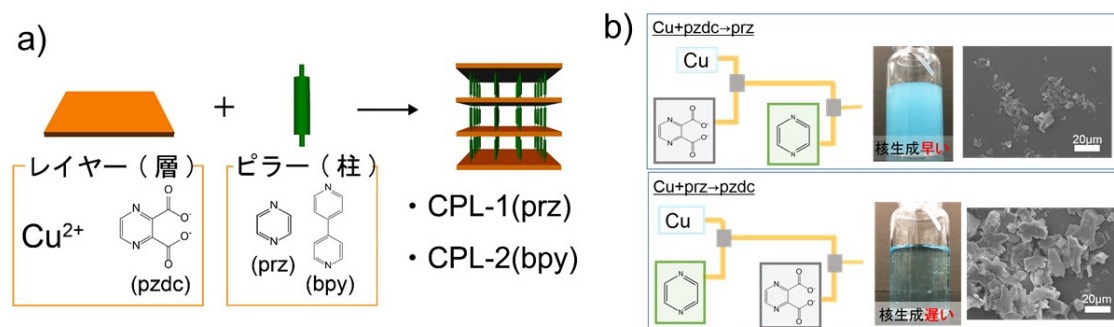 a)
レイヤー（層）
ピラー（柱）
Cu²⁺
N
N
O
O⁻
O⁻
O
(pzdc)
N
N
(prz)
N
N
(bpy)
・CPL-1(prz)
・CPL-2(bpy)
b)
Cu+pzdc→prz
Cu
N
N
O
O⁻
O⁻
O
N
N
核生成早い
20μm
Cu+prz→pzdc
Cu
N
N
N
N
O
O⁻
O⁻
O
核生成遅い
20μm